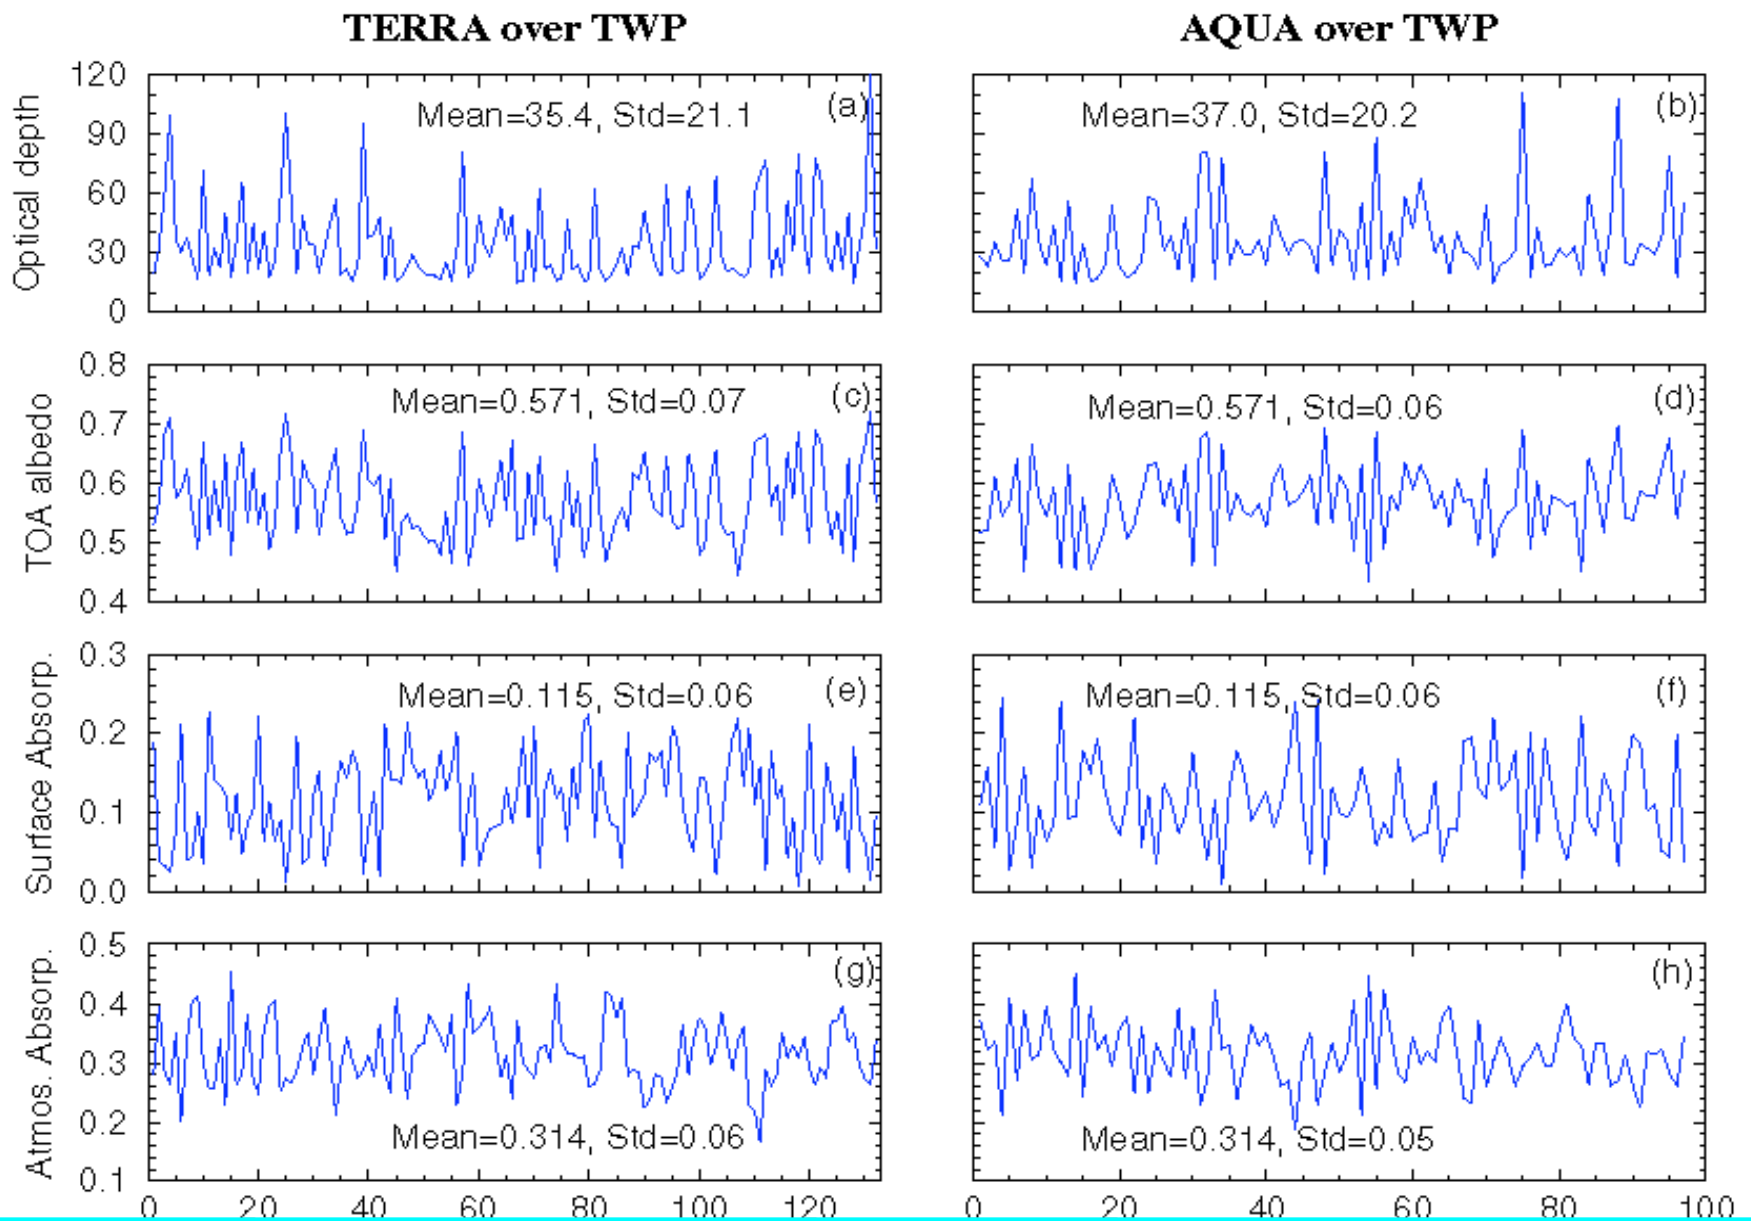 TERRA over TWP
AQUA over TWP
Optical depth
120
90
60
30
0
Mean=35.4, Std=21.1
(a)
Mean=37.0, Std=20.2
(b)
TOA albedo
0.8
0.7
0.6
0.5
0.4
Mean=0.571, Std=0.07
(c)
Mean=0.571, Std=0.06
(d)
Surface Absorp.
0.3
0.2
0.1
0.0
Mean=0.115, Std=0.06
(e)
Mean=0.115, Std=0.06
(f)
Atmos. Absorp.
0.5
0.4
0.3
0.2
0.1
Mean=0.314, Std=0.06
(g)
Mean=0.314, Std=0.05
(h)
0 20 40 60 80 100 120
0 20 40 60 80 100